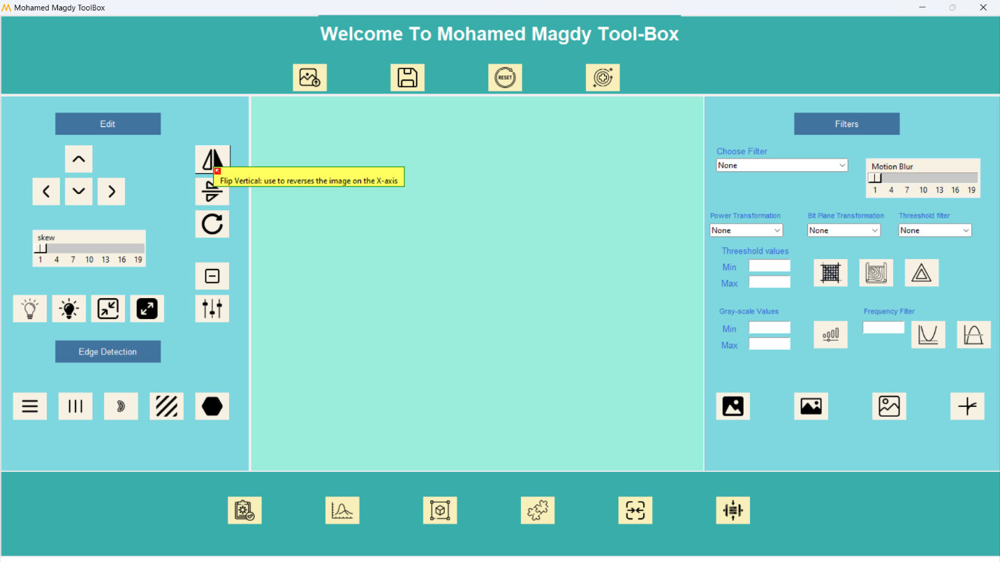 Mohamed Magdy ToolBox
Welcome To Mohamed Magdy Tool-Box
RESET
Edit
Flip Vertical: use to reverses the image on the X-axis
skew
1 4 7 10 13 16 19
Edge Detection
Filters
Choose Filter
None
Motion Blur
1 4 7 10 13 16 19
Power Transformation
Bit Plane Transformation
Threeshold filter
None
None
None
Threeshold values
Min
Max
Gray-scale Values
Frequency Filter
Min
Max